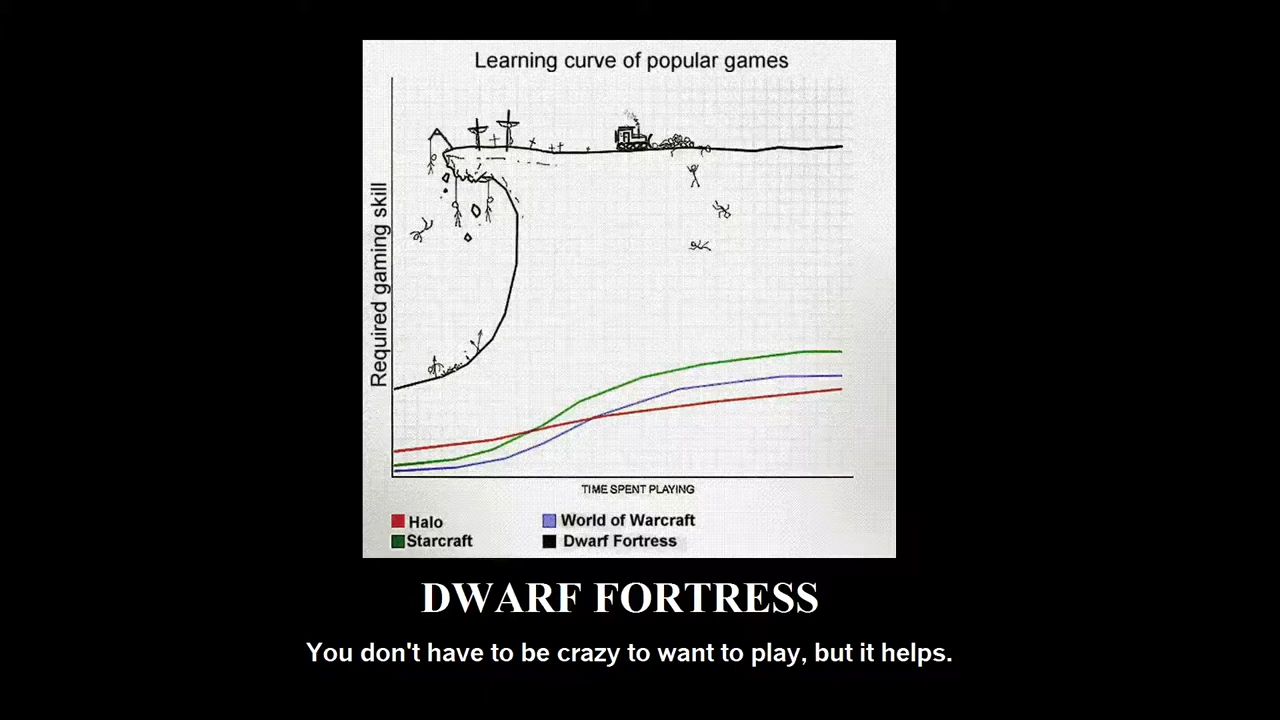 Learning curve of popular games
Required gaming skill
TIME SPENT PLAYING
Halo
World of Warcraft
Starcraft
Dwarf Fortress
DWARF FORTRESS
You don't have to be crazy to want to play, but it helps.